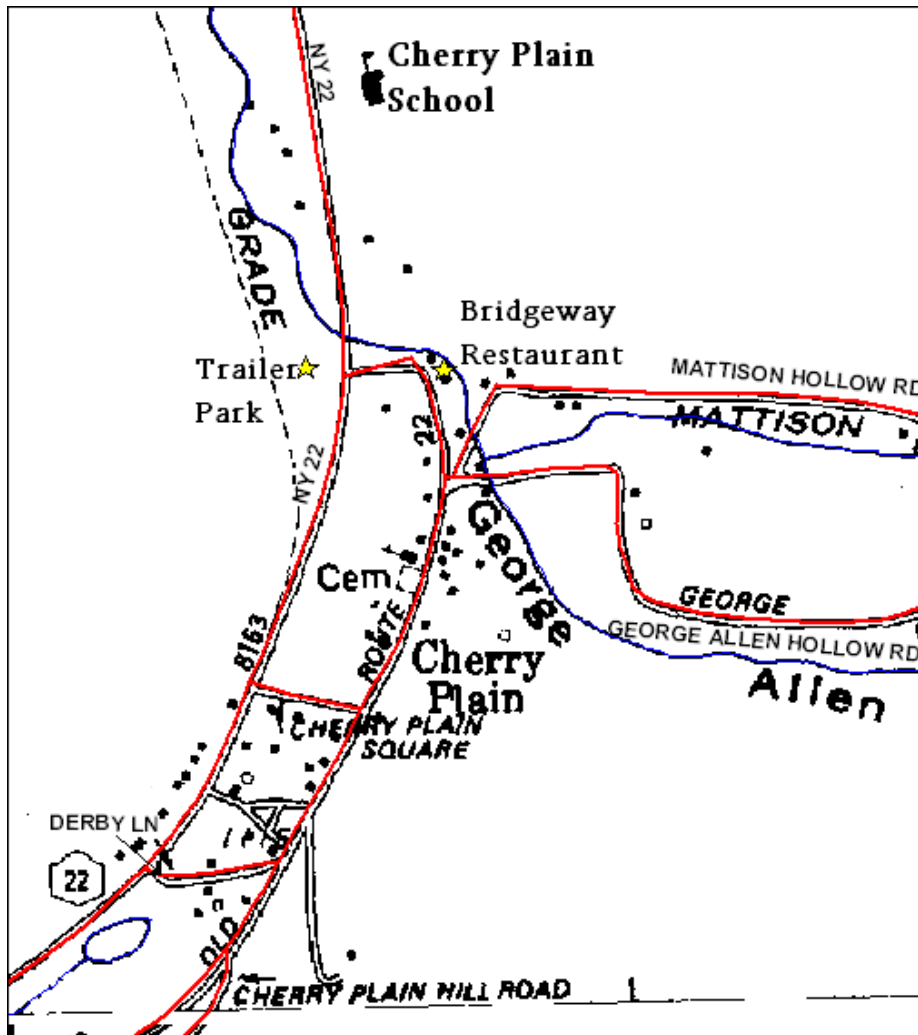 NY 22
Cherry Plain
School
GRADE
Bridgeway
Restaurant
Trailer
Park
MATTISON HOLLOW RD
MATTISON
22
NY 22
George
Cem
GEORGE
GEORGE ALLEN HOLLOW RD
8163
ROUTE
Cherry
Plain
Allen
CHERRY PLAIN
SQUARE
DERBY LN
22
OLD
CHERRY PLAIN HILL ROAD